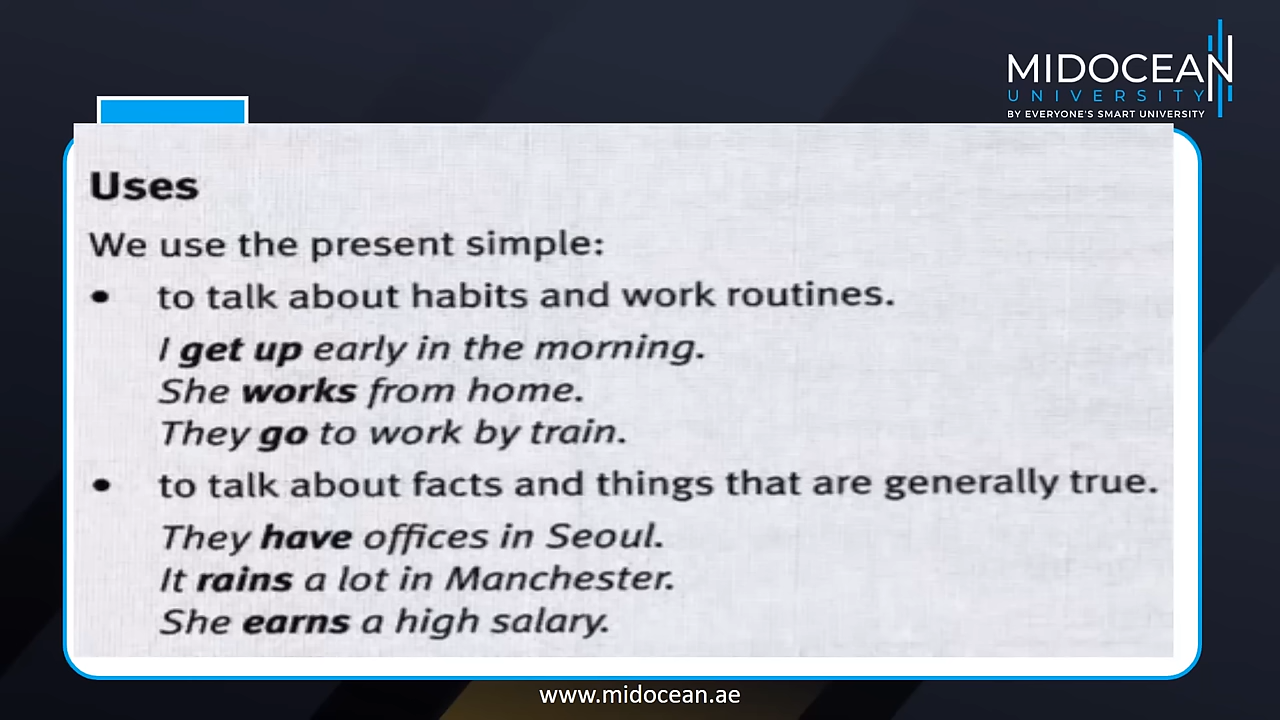 MIDOCEAN
UNIVERSITY
BY EVERYONE'S SMART UNIVERSITY
Uses
We use the present simple:
• to talk about habits and work routines.
I get up early in the morning.
She works from home.
They go to work by train.
• to talk about facts and things that are generally true.
They have offices in Seoul.
It rains a lot in Manchester.
She earns a high salary.
www.midocean.ae